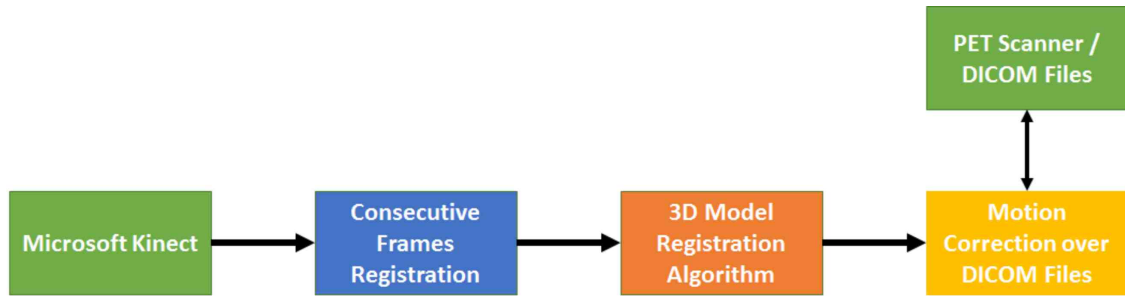 PET Scanner /
DICOM Files
Microsoft Kinect
Consecutive
Frames
Registration
3D Model
Registration
Algorithm
Motion
Correction over
DICOM Files